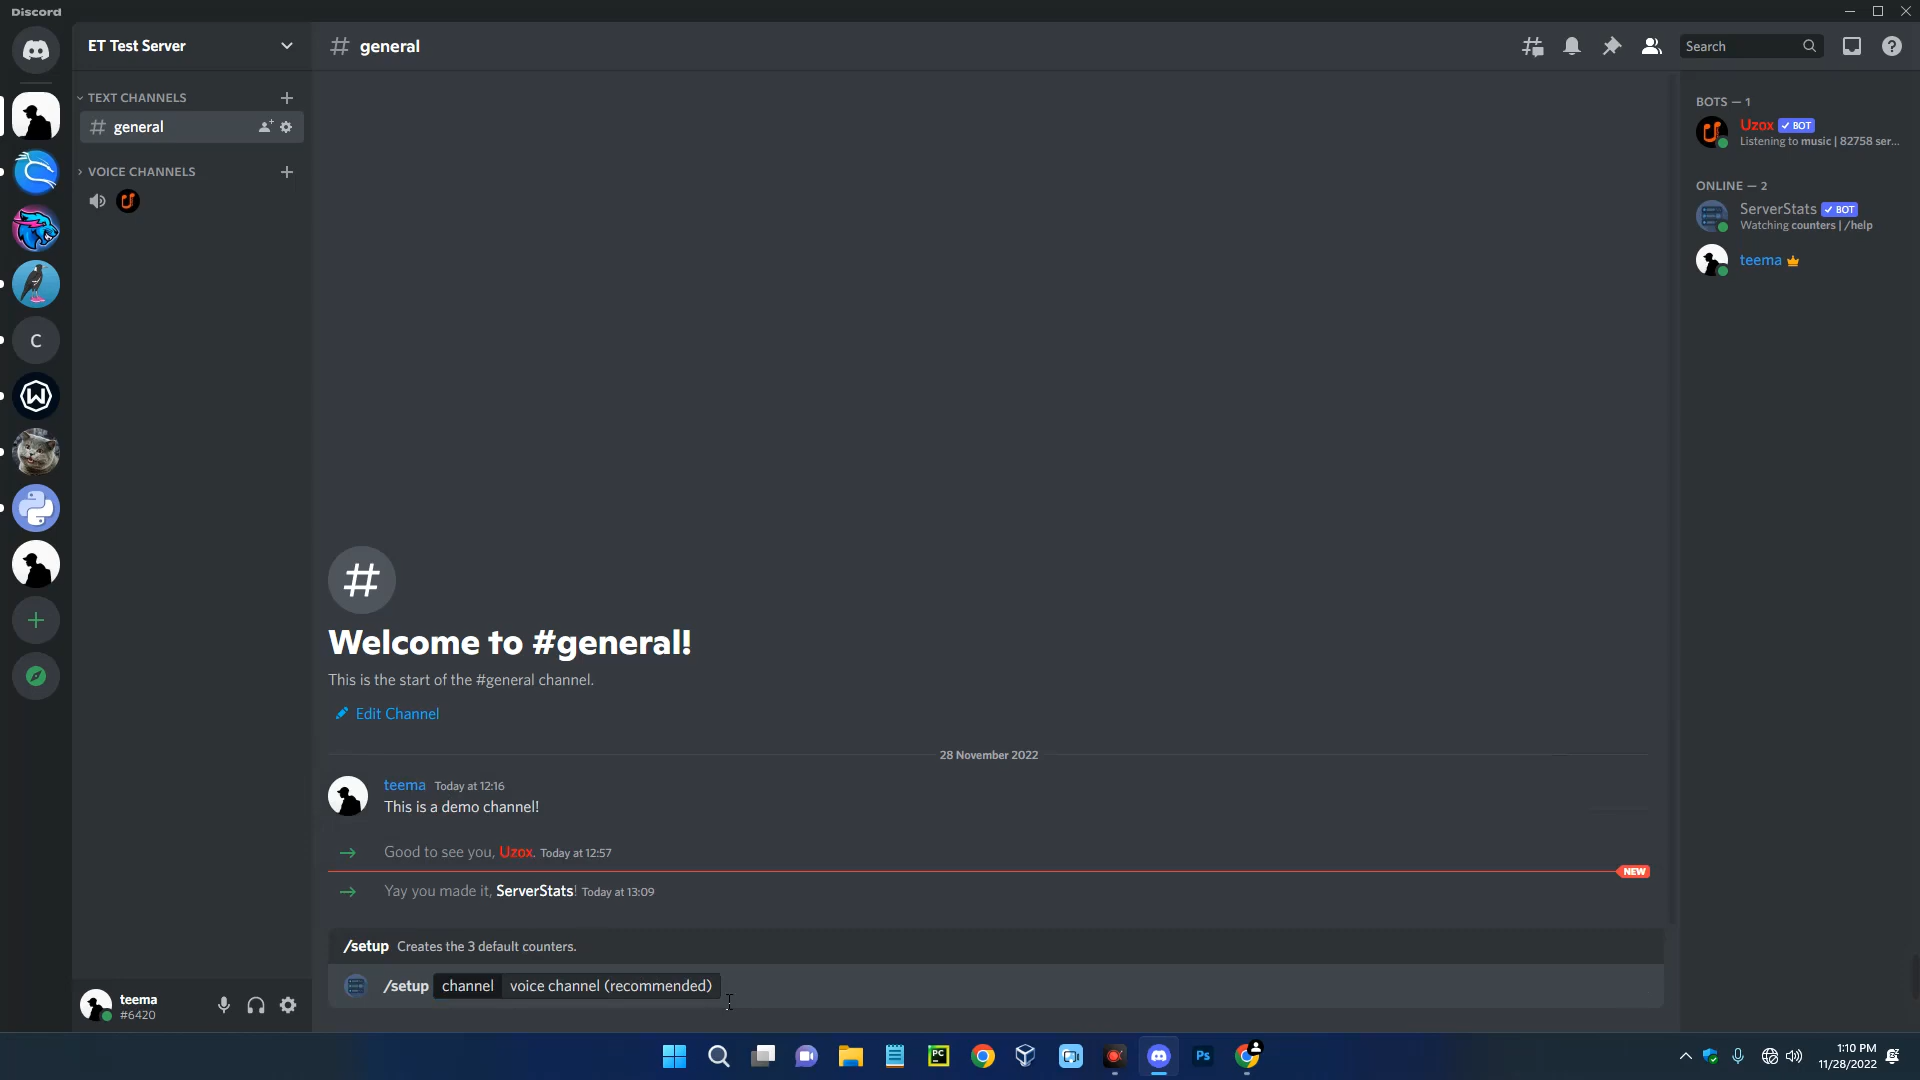 Discord
ET Test Server
general
Search
TEXT CHANNELS
general
VOICE CHANNELS
BOTS — 1
Uzox BOT
Listening to music | 82758 ser...
ONLINE — 2
ServerStats BOT
Watching counters | /help
teema
C
Welcome to #general!
This is the start of the #general channel.
Edit Channel
28 November 2022
teema Today at 12:16
This is a demo channel!
Good to see you, Uzox. Today at 12:57
NEW
Yay you made it, ServerStats! Today at 13:09
/setup Creates the 3 default counters.
/setup channel voice channel (recommended)
teema
#6420
PC
Ps
1:10 PM
11/28/2022